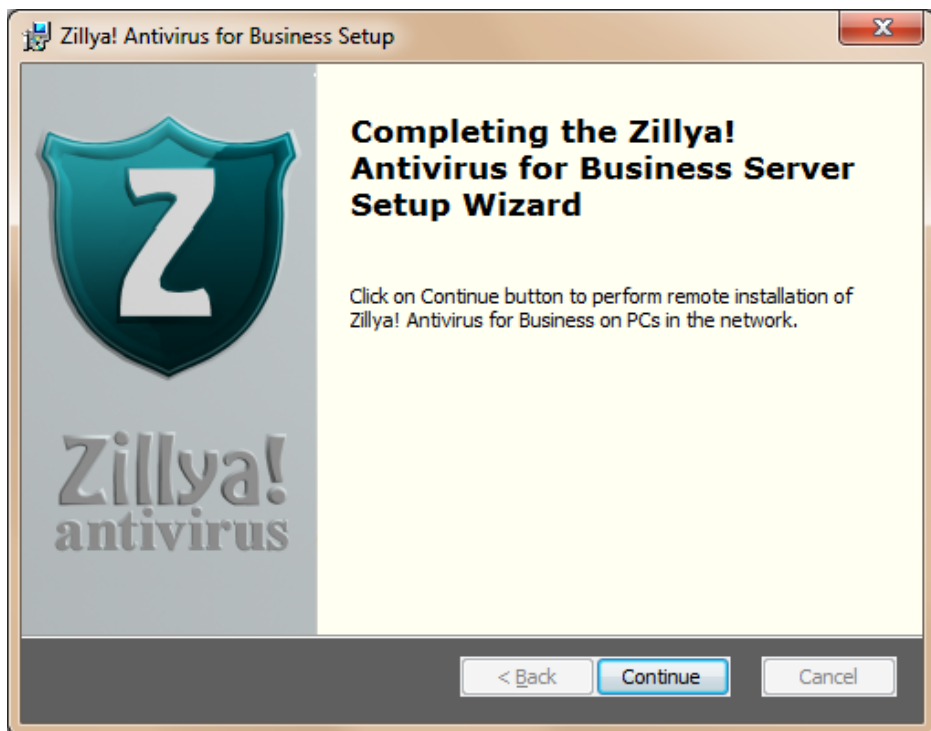 Zillya! Antivirus for Business Setup
Completing the Zillya!
Antivirus for Business Server
Setup Wizard
Click on Continue button to perform remote installation of
Zillya! Antivirus for Business on PCs in the network.
Z
Zillya!
antivirus
< Back
Continue
Cancel